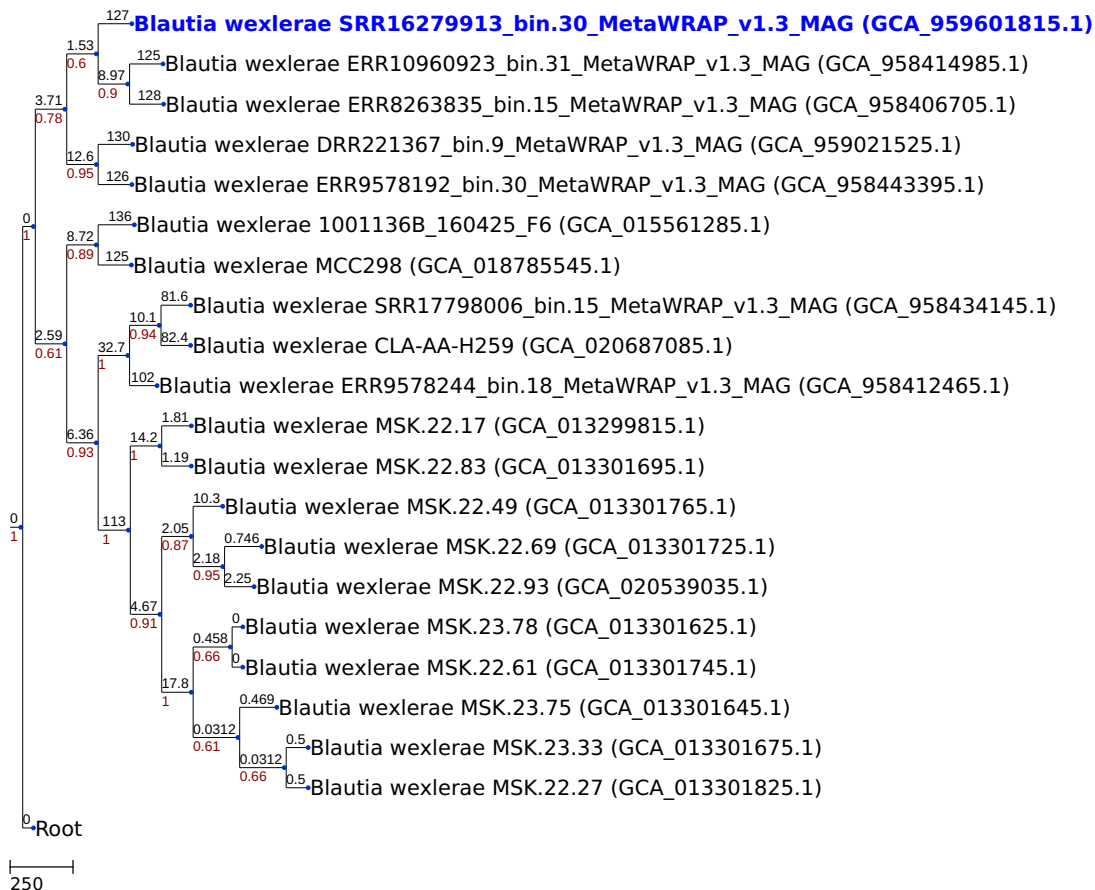 127
Blautia wexlerae SRR16279913_bin.30_MetaWRAP_v1.3_MAG (GCA_959601815.1)
1.53
0.6
125
Blautia wexlerae ERR10960923_bin.31_MetaWRAP_v1.3_MAG (GCA_958414985.1)
8.97
0.9
128
Blautia wexlerae ERR8263835_bin.15_MetaWRAP_v1.3_MAG (GCA_958406705.1)
3.71
0.78
130
Blautia wexlerae DRR221367_bin.9_MetaWRAP_v1.3_MAG (GCA_959021525.1)
12.6
0.95
126
Blautia wexlerae ERR9578192_bin.30_MetaWRAP_v1.3_MAG (GCA_958443395.1)
0
1
136
Blautia wexlerae 1001136B_160425_F6 (GCA_015561285.1)
8.72
0.89
125
Blautia wexlerae MCC298 (GCA_018785545.1)
81.6
Blautia wexlerae SRR17798006_bin.15_MetaWRAP_v1.3_MAG (GCA_958434145.1)
10.1
0.94
82.4
Blautia wexlerae CLA-AA-H259 (GCA_020687085.1)
2.59
0.61
32.7
1
102
Blautia wexlerae ERR9578244_bin.18_MetaWRAP_v1.3_MAG (GCA_958412465.1)
6.36
0.93
1.81
Blautia wexlerae MSK.22.17 (GCA_013299815.1)
14.2
1
1.19
Blautia wexlerae MSK.22.83 (GCA_013301695.1)
10.3
Blautia wexlerae MSK.22.49 (GCA_013301765.1)
0
1
113
1
2.05
0.87
0.746
Blautia wexlerae MSK.22.69 (GCA_013301725.1)
2.18
0.95
2.25
Blautia wexlerae MSK.22.93 (GCA_020539035.1)
4.67
0.91
0
Blautia wexlerae MSK.23.78 (GCA_013301625.1)
0.458
0.66
0
Blautia wexlerae MSK.22.61 (GCA_013301745.1)
17.8
1
0.469
Blautia wexlerae MSK.23.75 (GCA_013301645.1)
0.0312
0.61
0.5
Blautia wexlerae MSK.23.33 (GCA_013301675.1)
0.0312
0.66
0.5
Blautia wexlerae MSK.22.27 (GCA_013301825.1)
0
Root
250